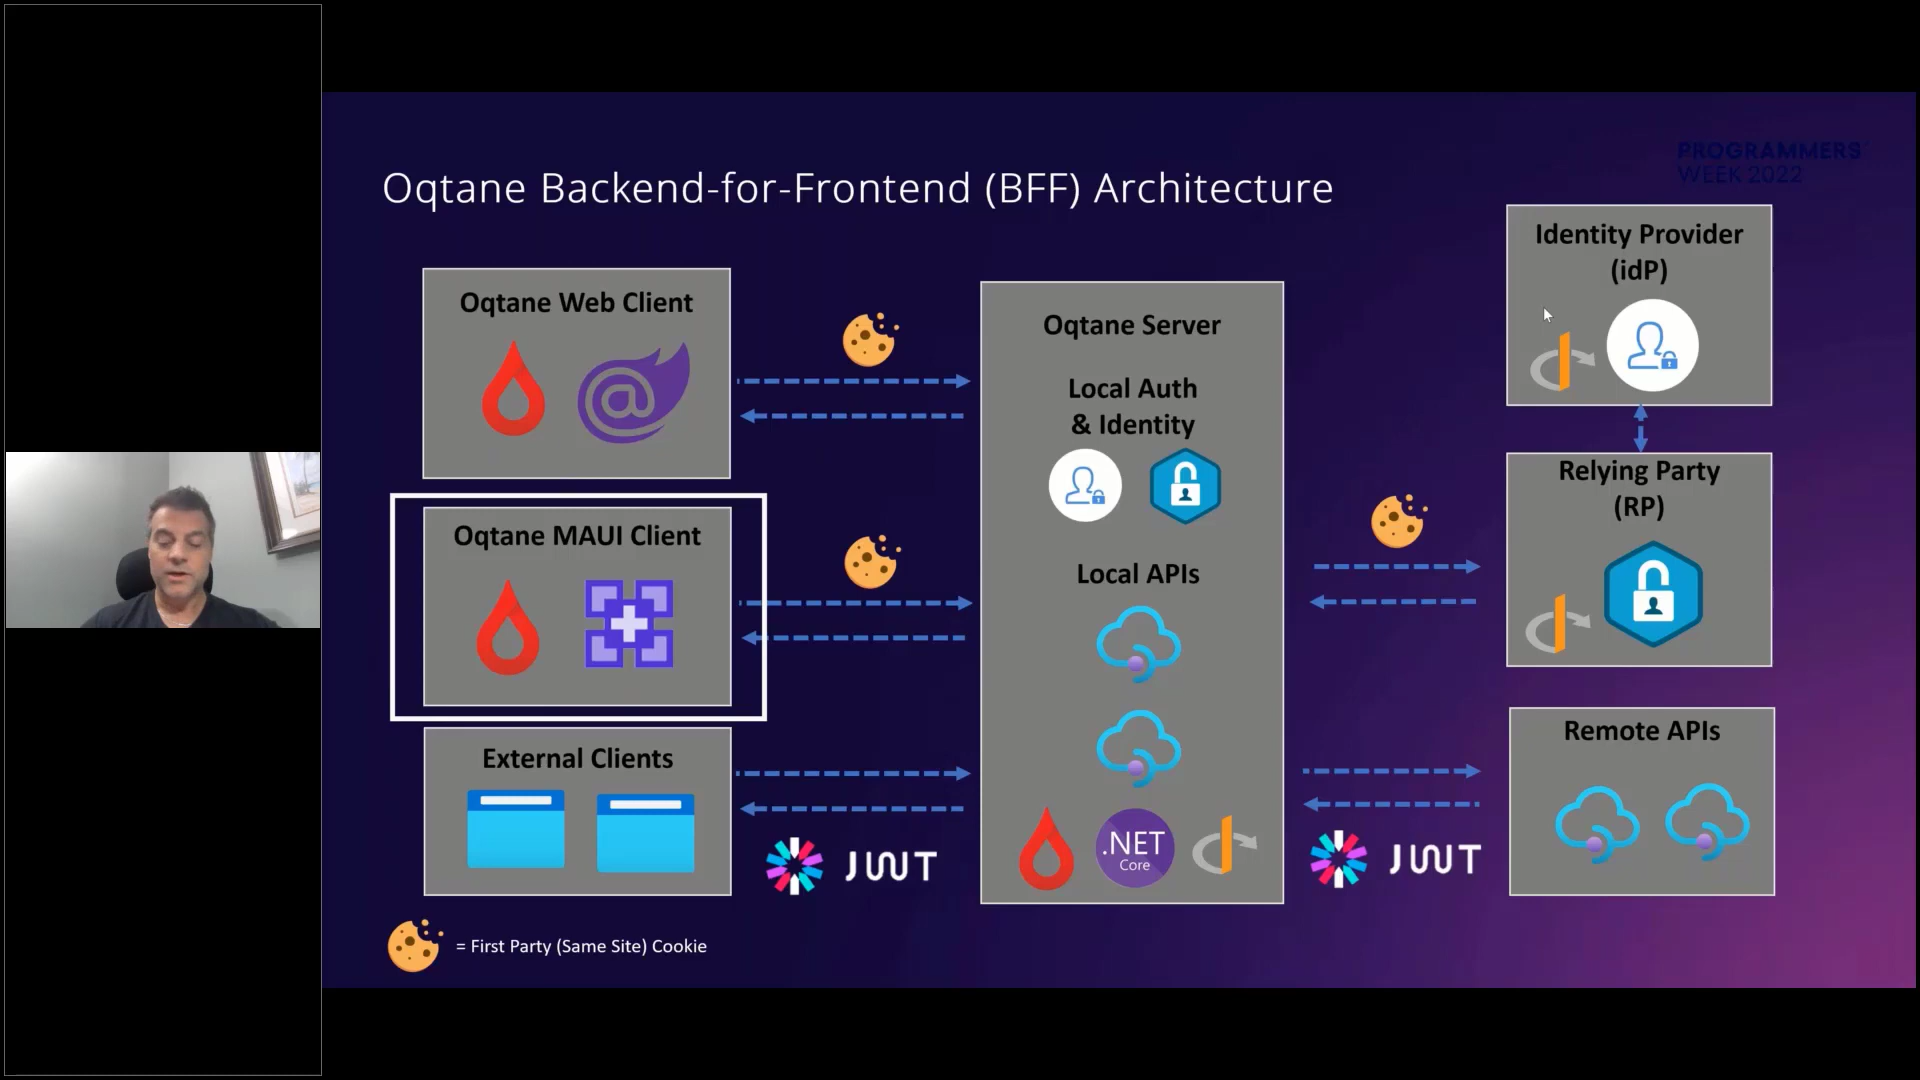 PROGRAMMERS'
WEEK 2022
Oqtane Backend-for-Frontend (BFF) Architecture
Oqtane Web Client
Oqtane MAUI Client
External Clients
JWT
= First Party (Same Site) Cookie
Oqtane Server
Local Auth
& Identity
Local APIs
.NET
Core
JWT
Identity Provider
(idP)
Relying Party
(RP)
Remote APIs